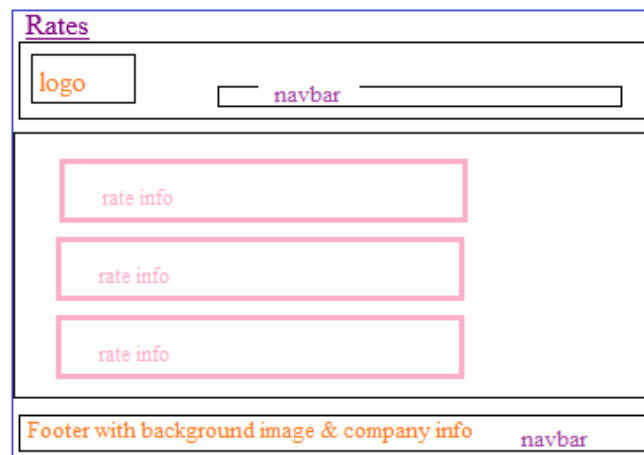 Rates
logo
navbar
rate info
rate info
rate info
Footer with background image & company info
navbar